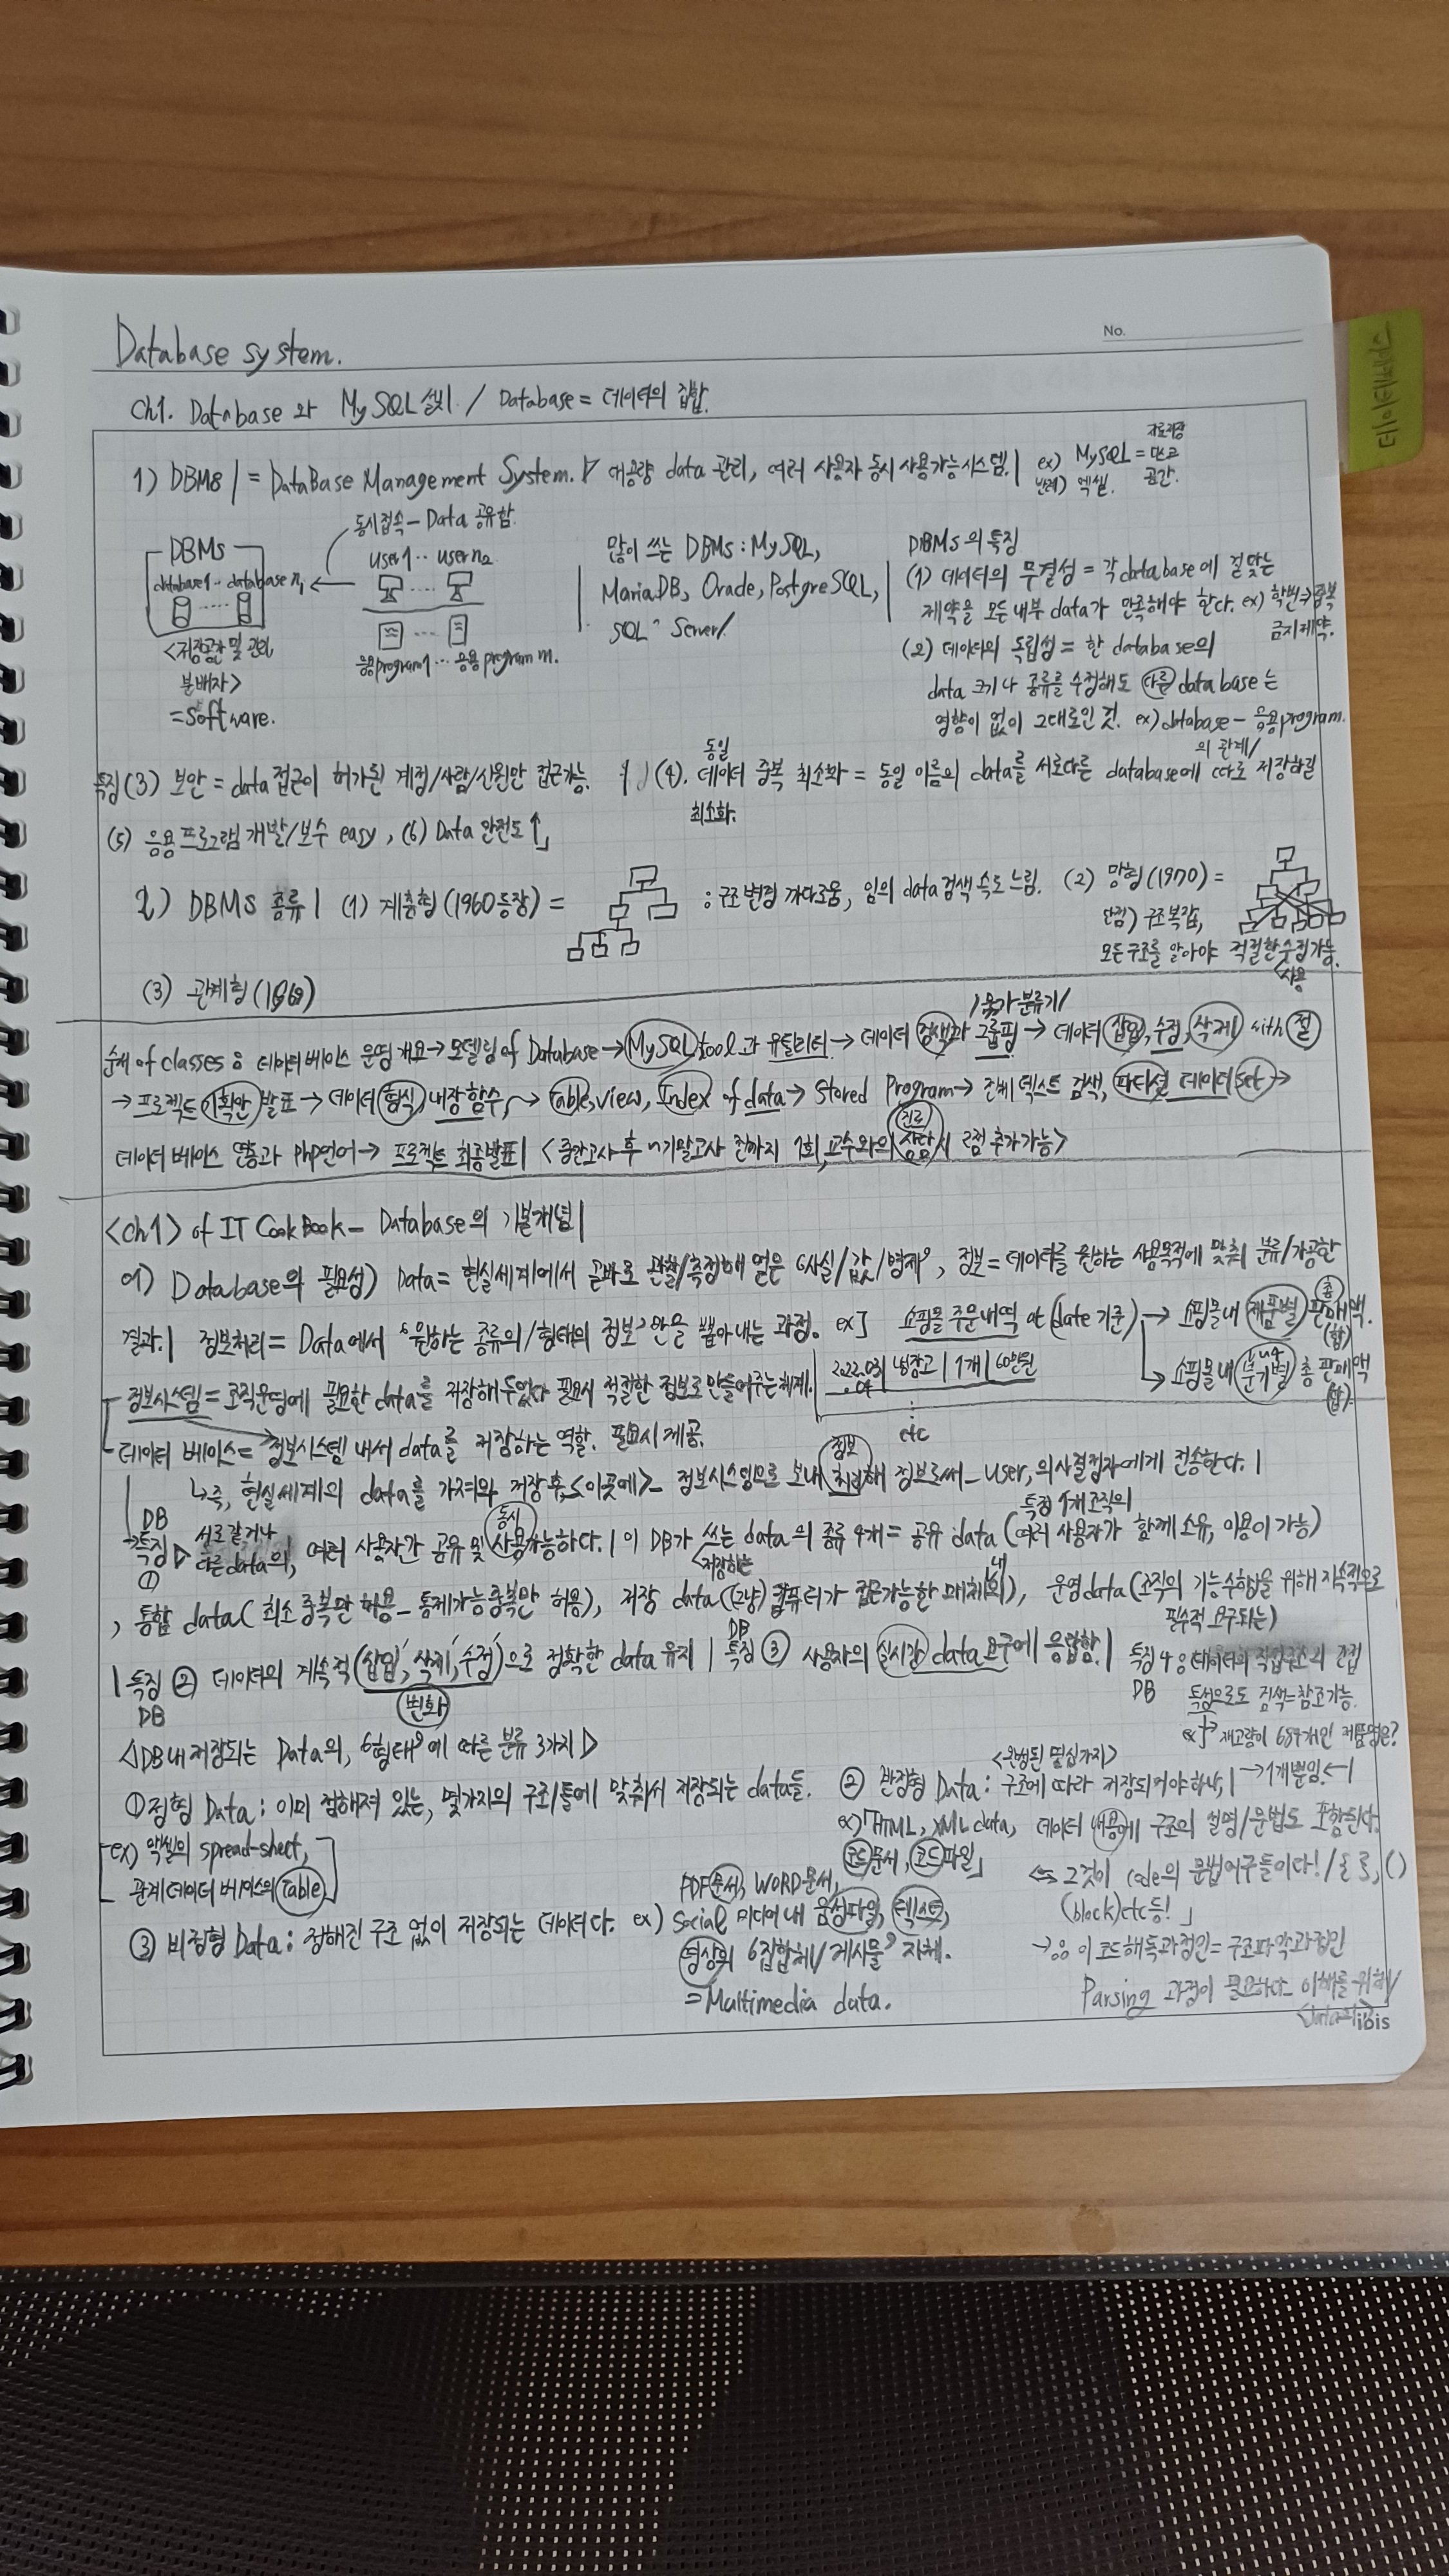 No.
데이터베이스
Database system.
Ch1. Database 와 MySQL 설치 / Database = 데이터의 집합.
1) DBMS | = DataBase Management System. ▷ 대용량 data 관리, 여러 사용자 동시 사용가능 시스템. | ex) MySQL =
반례) 엑셀.
자료저장
공간.
동시접속 - Data 공유함.
DBMs
database1 ·· database n,
user1 ·· user n2
응용program1 ··· 응용 program m.
<저장공간 및 관리,
분배자>
= Software.
많이 쓰는 DBMs : MySQL,
MariaDB, Oracle, PostgreSQL,
SQL Server/
DBMs의 특징
(1) 데이터의 무결성 = 각 database에 걸맞는
제약을 모든 내부 data가 만족해야 한다. ex) 학번→중복
금지제약.
(2) 데이터의 독립성 = 한 database의
data 크기나 종류를 수정해도 다른 database는
영향이 없이 그대로인 것. ex) database - 응용program.
의 관계/
특징 (3) 보안 = data 접근이 허가된 계정/사람/신원만 접근가능.
(4). 동일 데이터 중복 최소화 = 동일 이름의 data를 서로다른 database에 따로 저장하길
최소화.
(5) 응용프로그램 개발/보수 easy, (6) Data 안전도↑
2) DBMS 종류 | (1) 계층형(1960등장) =
: 구조변경 까다로움, 임의 data 검색 속도 느림.
(2) 망형(1970) =
단점) 구조복잡,
모든구조를 알아야 적절한 수정가능.
<사용
(3) 관계형
순서 of classes : 데이터 베이스 운영 개요 → 모델링 of Database → MySQL tool과 유틸리티 → 데이터 검색과 그룹핑 → 데이터 삽입, 수정, 삭제 with 절
→ 프로젝트 기획안 발표 → 데이터 형식, 내장함수, → table, view, Index of data → Stored Program → 전체 텍스트 검색, 파티션 데이터 set →
데이터 베이스 연동과 php언어 → 프로젝트 최종발표 | <중간고사 후 ~ 기말고사 전까지 1회, 교수와의 진로 상담시 2점 추가가능>
<Ch1> of IT CookBook - Database의 기본개념 |
Database의 필요성) Data = 현실세계에서 곧바로 관찰/측정해 얻은 "사실/값/명제", 정보 = 데이터를 원하는 사용목적에 맞춰 분류/가공한
결과. | 정보처리 = Data에서 "원하는 종류의/형태의 정보"만을 뽑아내는 과정. ex] 쇼핑몰 주문내역 at (date 기준) → 쇼핑몰내 제품별 총 판매액.
(합)
냉장고 | 1개 | 60만원
→ 쇼핑몰내 분기별 총 판매액
(합)
etc
정보시스템 = 조직운영에 필요한 data를 저장해 두었다 필요시 적절한 정보로 만들어주는 체계.
데이터 베이스 = 정보시스템 내서 data를 저장하는 역할. 필요시 제공.
↳ 즉, 현실세계의 data를 가져와 저장 후, <이곳에> - 정보시스템으로 보내 정보 처리해 정보로써 - user, 의사결정자에게 전송한다. |
DB
특징 ① ▷ 서로 같거나 다른 data의, 여러 사용자간 공유 및 동시 사용가능하다. | 이 DB가 쓰는 data의 종류 4개 = 공유 data (특정 1개 조직의 여러 사용자가 함께 소유, 이용이 가능)
<저장하는
, 통합 data ( 최소 중복만 허용 - 통제가능 중복만 허용), 저장 data ( 컴퓨터가 접근가능한 매체내의), 운영data (조직의 기능수행을 위해 지속적으로
필수적 요구되는)
| 특징 ② 데이터의 계속적 (삽입, 삭제, 수정)으로 정확한 data 유지 | DB 특징 ③ 사용자의 실시간 data 요구에 응답함. |
DB
변화
특징 4 :
DB
검색=참조가능.
재고량이 684개인 제품명은?
→ 1개뿐임. ←
◁DB내 저장되는 Data의, "형태"에 따른 분류 3가지▷
① 정형 Data : 이미 정해져 있는, 몇가지의 구조/틀에 맞춰서 저장되는 data들.
ex) 엑셀의 spread-sheet,
관계 데이터 베이스의 table
② 반정형 Data : 구조에 따라 저장되어야하나, |
ex)「HTML, XML data,
코드문서, 코드파일」
데이터 내용에 구조의 설명/문법도 포함된다.
↔ 그것이 code의 문법어구들이다! / { }, ()
(block) etc 등! 」
→ 이 코드해독과정인 = 구조파악과정인
Parsing 과정이 필요하다 이해를 위해/
<data의
③ 비정형 Data : 정해진 구조 없이 저장되는 데이터다. ex)
PDF문서, WORD문서,
Social 미디어내 음성파일, 텍스트,
영상의 "집합체/게시물" 자체.
= Multimedia data.
ibis